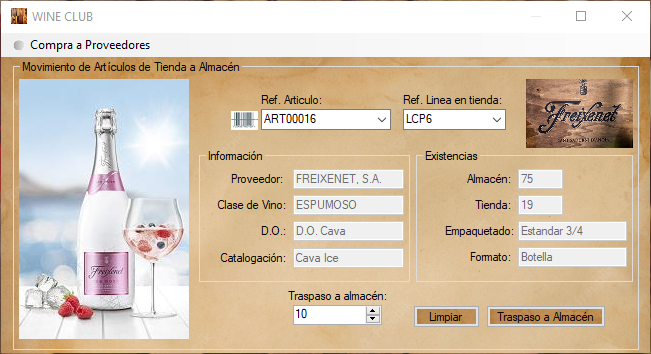 WINE CLUB
Compra a Proveedores
Movimiento de Artículos de Tienda a Almacén
Ref. Articulo:
ART00016
Ref. Linea en tienda:
LCP6
Freixenet
Información
Proveedor: FREIXENET, S.A.
Clase de Vino: ESPUMOSO
D.O.: D.O. Cava
Catalogación: Cava Ice
Existencias
Almacén: 75
Tienda: 19
Empaquetado: Estandar 3/4
Formato: Botella
Freixenet
Traspaso a almacén:
10
Limpiar
Traspaso a Almacén